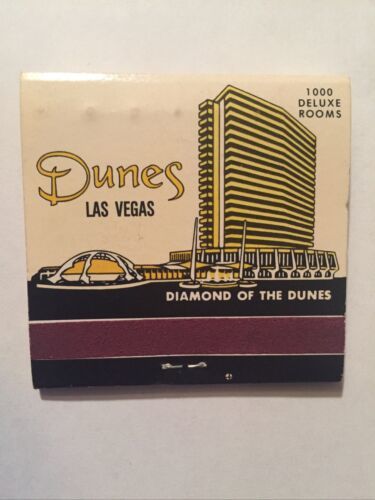 1000
DELUXE
ROOMS
Dunes
LAS VEGAS
DIAMOND OF THE DUNES